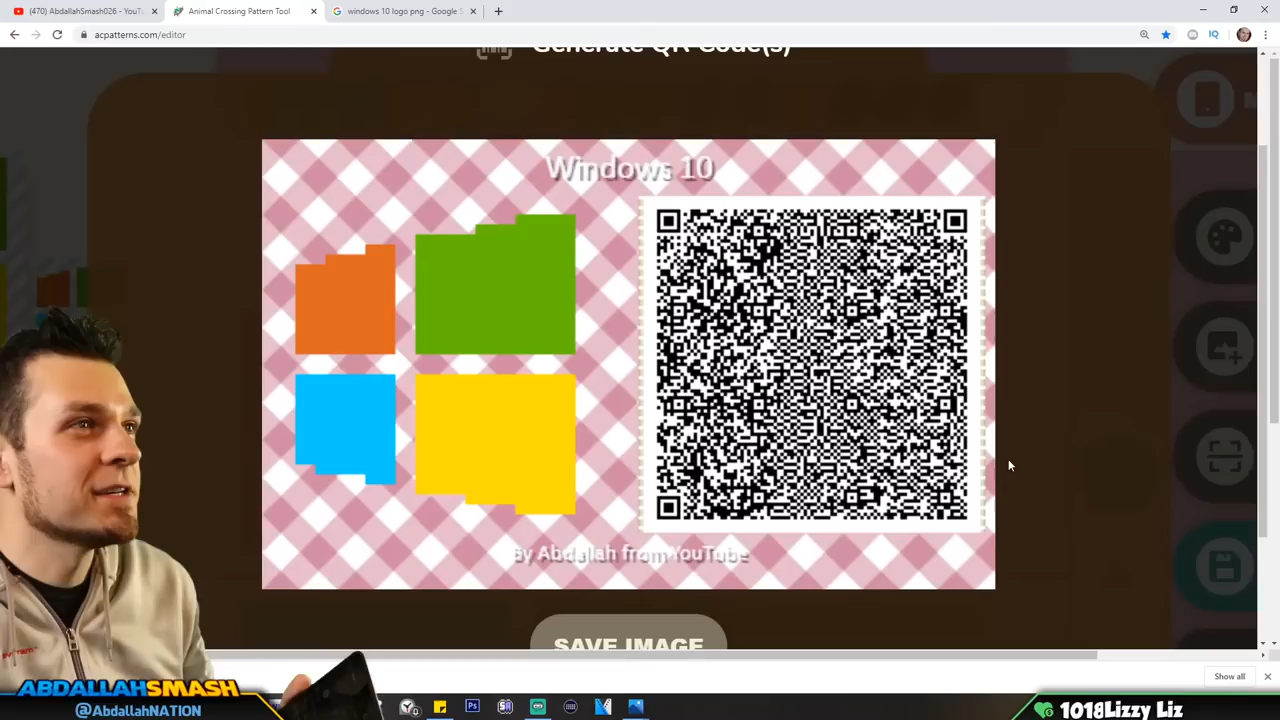 (470) AbdallahSmash026 - YouTu
Animal Crossing Pattern Tool
windows 10 logo png - Google S
acpatterns.com/editor
Generate QR Code(s)
Windows 10
By Abdallah from YouTube
SAVE IMAGE
Show all
ABDALLAHSMASH
@AbdallahNATION
1018Lizzy Liz